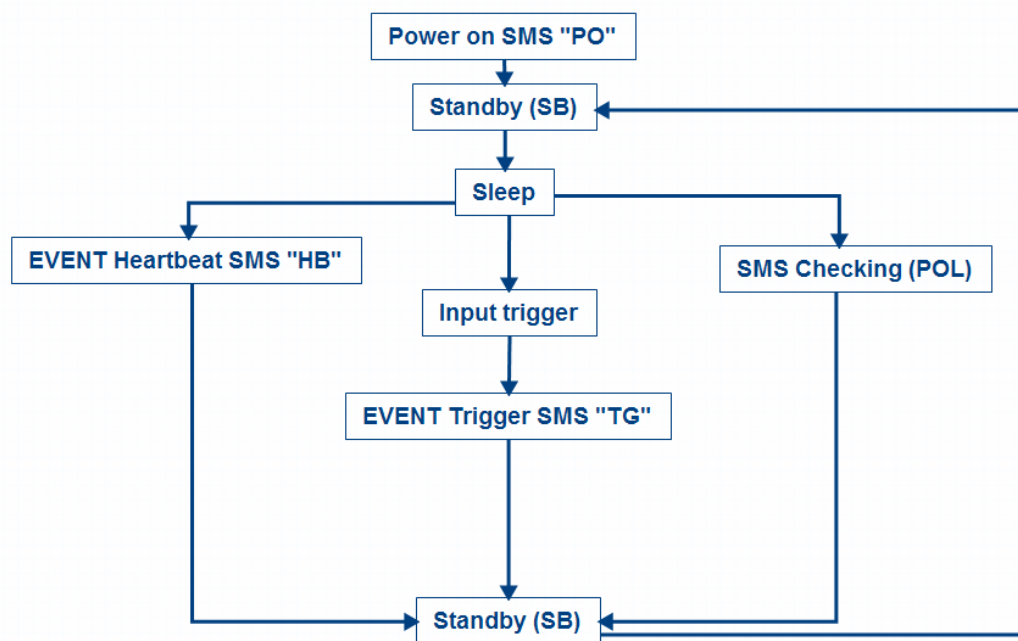 Power on SMS "PO"
Standby (SB)
Sleep
EVENT Heartbeat SMS "HB"
SMS Checking (POL)
Input trigger
EVENT Trigger SMS "TG"
Standby (SB)